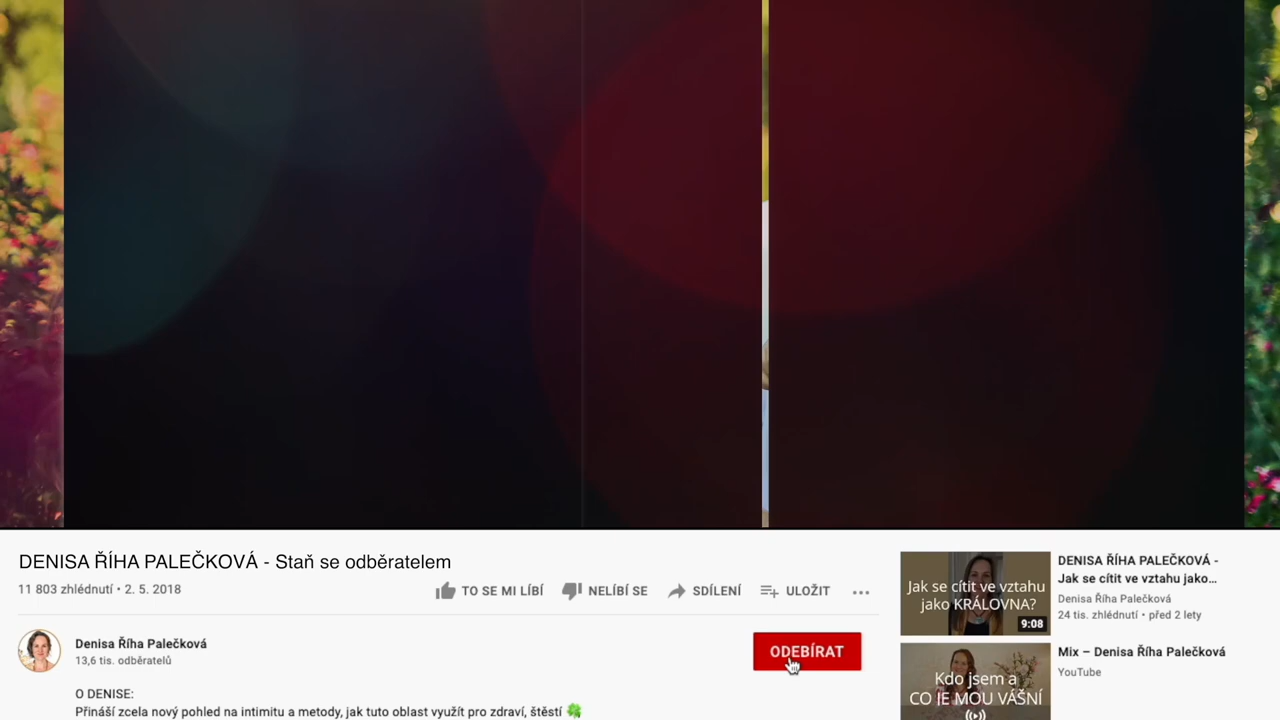 DENISA ŘÍHA PALEČKOVÁ - Staň se odběratelem
11 803 zhlédnutí • 2. 5. 2018
TO SE MI LÍBÍ
NELÍBÍ SE
SDÍLENÍ
ULOŽIT
Denisa Říha Palečková
13,6 tis. odběratelů
ODEBÍRAT
O DENISE:
Přináší zcela nový pohled na intimitu a metody, jak tuto oblast využít pro zdraví, štěstí 🍀
Jak se cítit ve vztahu
jako KRÁLOVNA?
9:08
DENISA ŘÍHA PALEČKOVÁ -
Jak se cítit ve vztahu jako...
Denisa Říha Palečková
24 tis. zhlédnutí • před 2 lety
Kdo jsem a
CO JE MOU VÁŠNÍ
Mix – Denisa Říha Palečková
YouTube